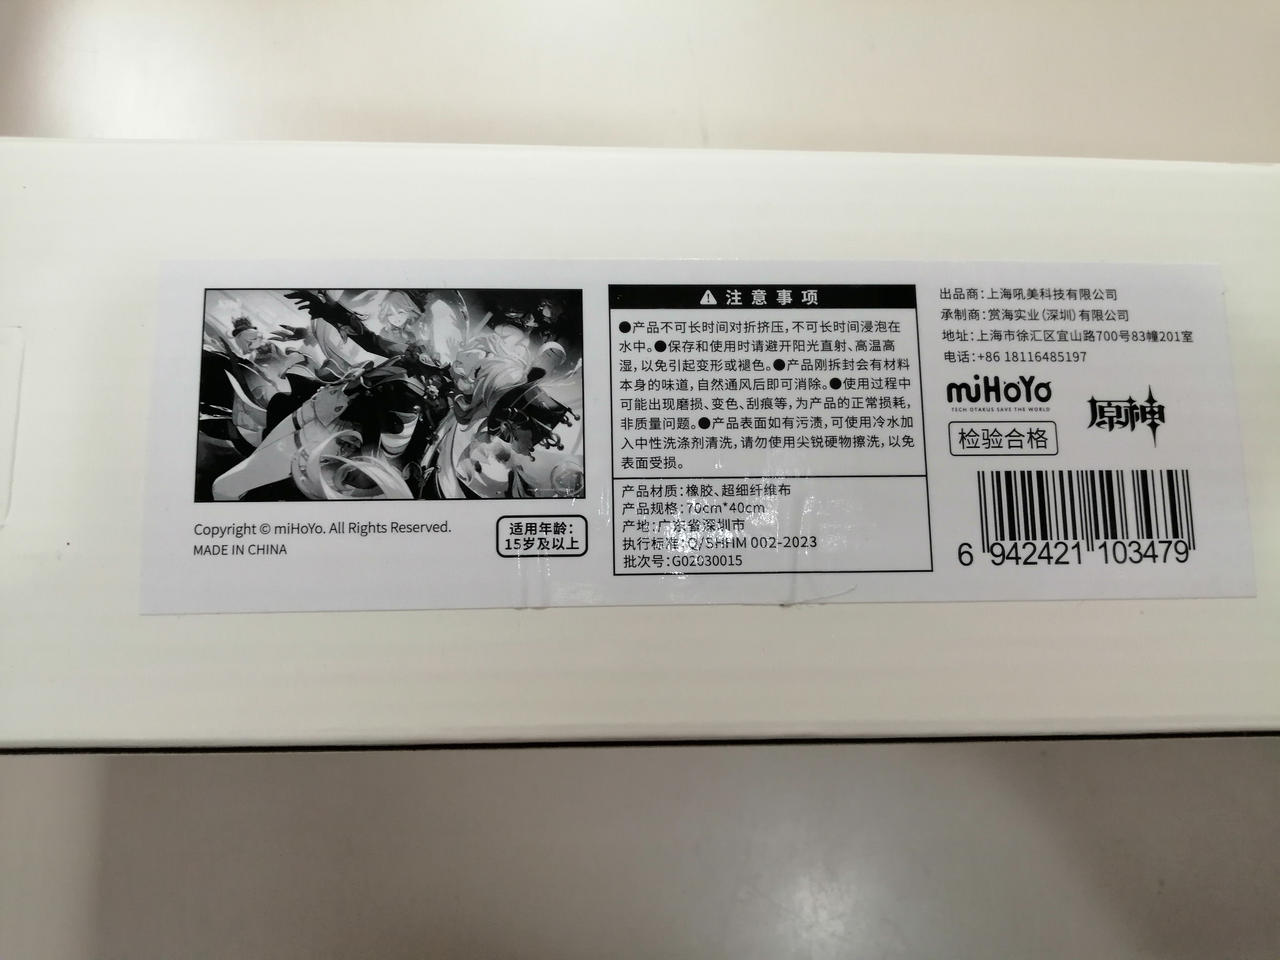 Copyright © miHoYo. All Rights Reserved.
MADE IN CHINA
适用年龄：
15岁及以上
注意事项
●产品不可长时间对折挤压，不可长时间浸泡在
水中。●保存和使用时请避开阳光直射、高温高
湿，以免引起变形或褪色。●产品刚拆封会有材料
本身的味道，自然通风后即可消除。●使用过程中
可能出现磨损、变色、刮痕等，为产品的正常损耗，
非质量问题。●产品表面如有污渍，可使用冷水加
入中性洗涤剂清洗，请勿使用尖锐硬物擦洗，以免
表面受损。
产品材质：橡胶、超细纤维布
产品规格：70cm*40cm
产地：广东省深圳市
执行标准：Q/SHHM 002-2023
批次号：G02030015
出品商：上海吼美科技有限公司
承制商：赏海实业（深圳）有限公司
地址：上海市徐汇区宜山路700号83幢201室
电话：+86 18116485197
miHoYo
TECH OTAKUS SAVE THE WORLD
原神
检验合格
6 942421 103479